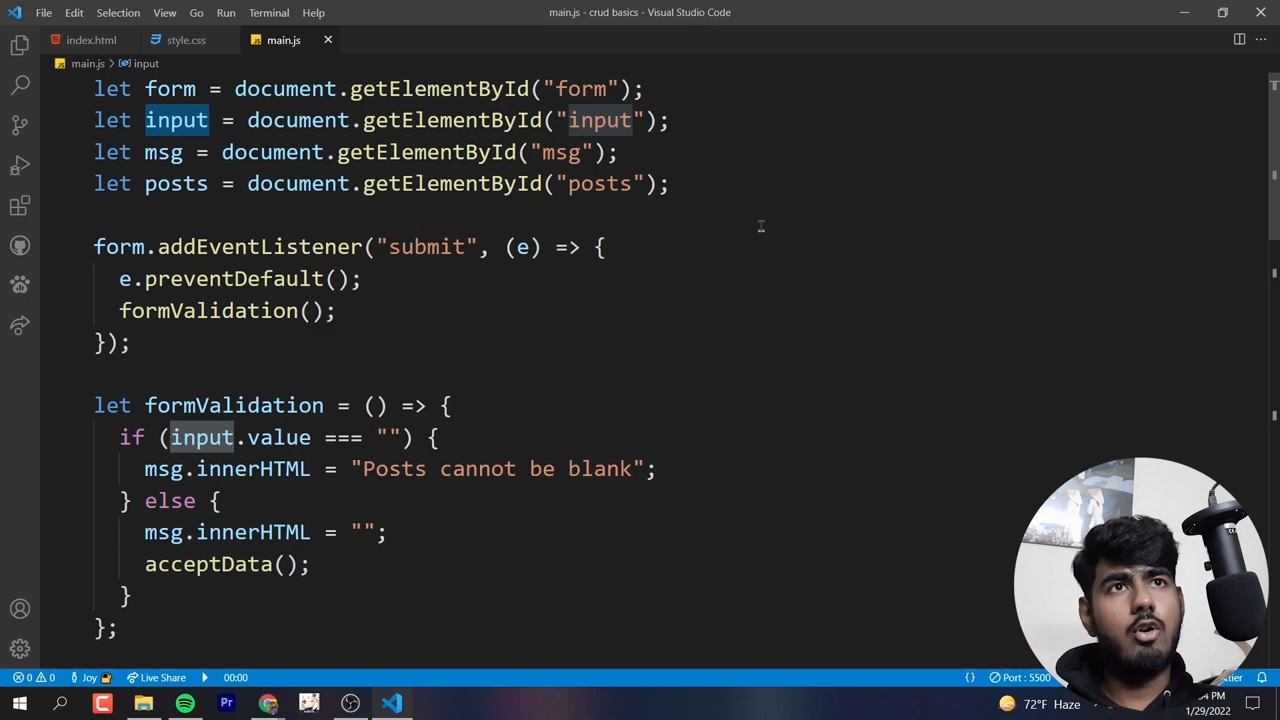 File Edit Selection View Go Run Terminal Help main.js - crud basics - Visual Studio Code
index.html style.css main.js
main.js > input
let form = document.getElementById("form");
let input = document.getElementById("input");
let msg = document.getElementById("msg");
let posts = document.getElementById("posts");
form.addEventListener("submit", (e) => {
e.preventDefault();
formValidation();
});
let formValidation = () => {
if (input.value === "") {
msg.innerHTML = "Posts cannot be blank";
} else {
msg.innerHTML = "";
acceptData();
}
};
0 0 Joy Live Share 00:00 {} Port : 5500
Pr 72°F Haze PM
1/29/2022